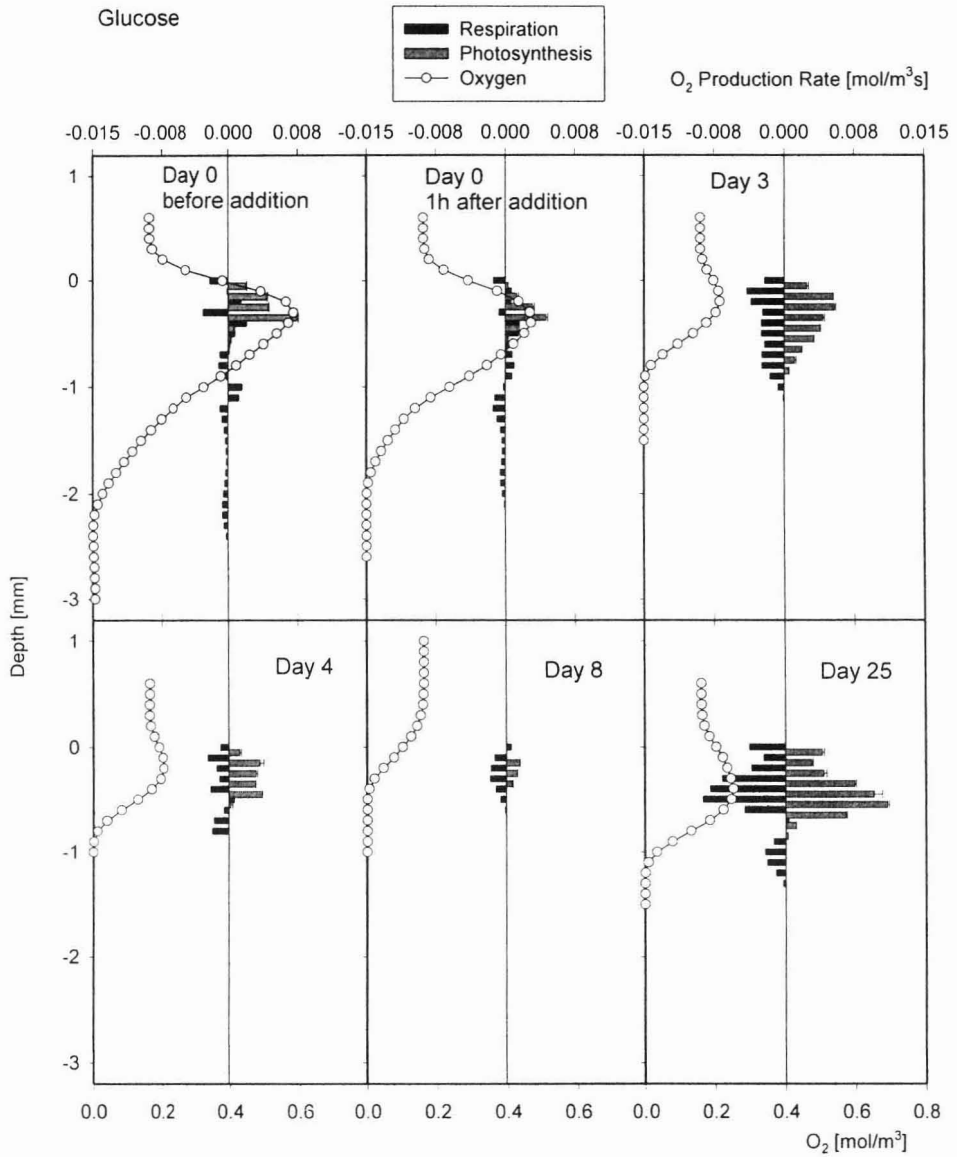 Glucose
Respiration
Photosynthesis
Oxygen
O₂ Production Rate [mol/m³s]
-0.015 -0.008 0.000 0.008 -0.015 -0.008 0.000 0.008 -0.015 -0.008 0.000 0.008 0.015
Day 0
before addition
Day 0
1h after addition
Day 3
1
0
-1
-2
-3
Depth [mm]
Day 4
Day 8
Day 25
1
0
-1
-2
-3
0.0 0.2 0.4 0.6 0.0 0.2 0.4 0.6 0.0 0.2 0.4 0.6 0.8
O₂ [mol/m³]